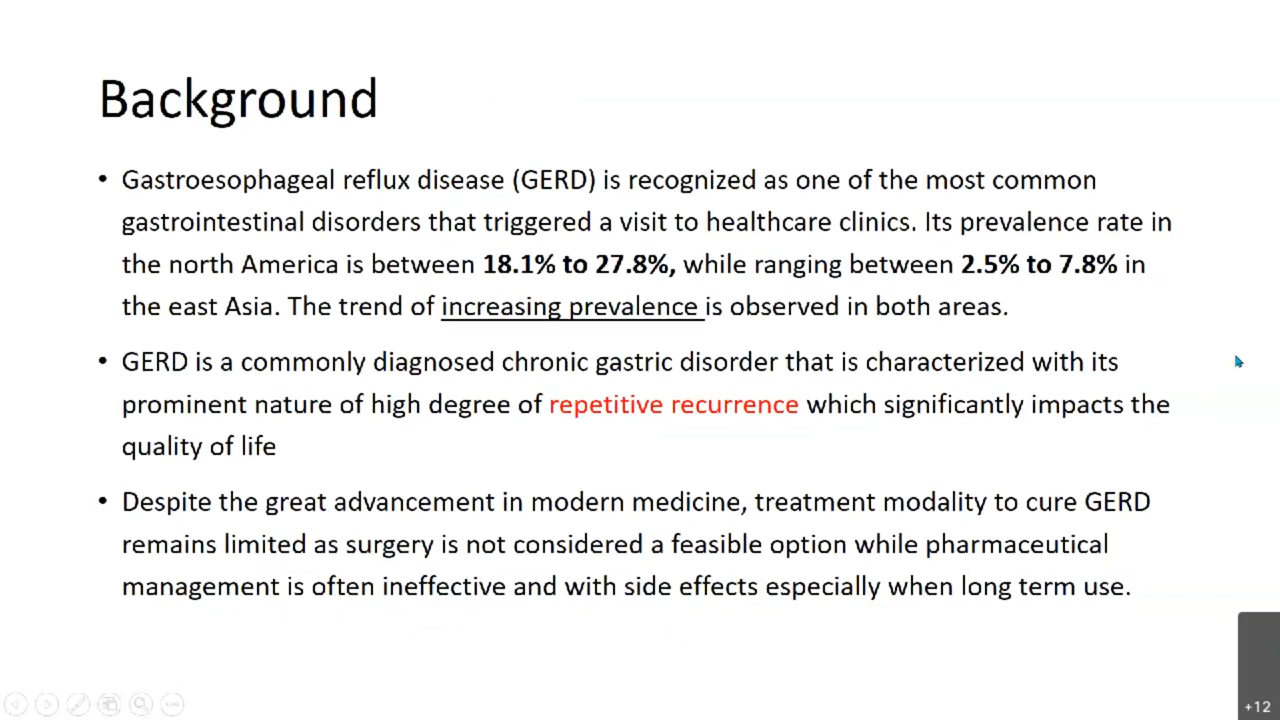 Background
• Gastroesophageal reflux disease (GERD) is recognized as one of the most common
gastrointestinal disorders that triggered a visit to healthcare clinics. Its prevalence rate in
the north America is between 18.1% to 27.8%, while ranging between 2.5% to 7.8% in
the east Asia. The trend of increasing prevalence is observed in both areas.
• GERD is a commonly diagnosed chronic gastric disorder that is characterized with its
prominent nature of high degree of repetitive recurrence which significantly impacts the
quality of life
• Despite the great advancement in modern medicine, treatment modality to cure GERD
remains limited as surgery is not considered a feasible option while pharmaceutical
management is often ineffective and with side effects especially when long term use.
+12